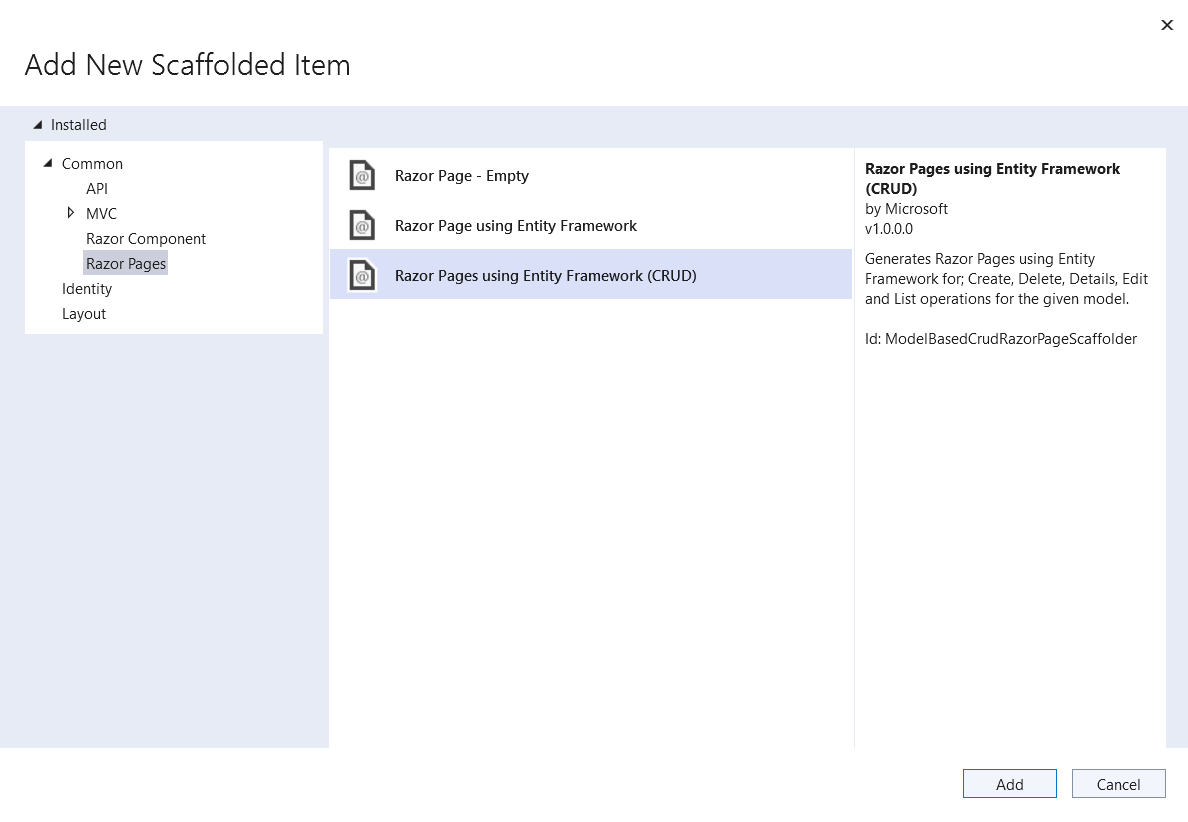 Add New Scaffolded Item
Installed
Common
API
MVC
Razor Component
Razor Pages
Identity
Layout
Razor Page - Empty
Razor Page using Entity Framework
Razor Pages using Entity Framework (CRUD)
Razor Pages using Entity Framework
(CRUD)
by Microsoft
v1.0.0.0
Generates Razor Pages using Entity
Framework for; Create, Delete, Details, Edit
and List operations for the given model.
Id: ModelBasedCrudRazorPageScaffolder
Add
Cancel